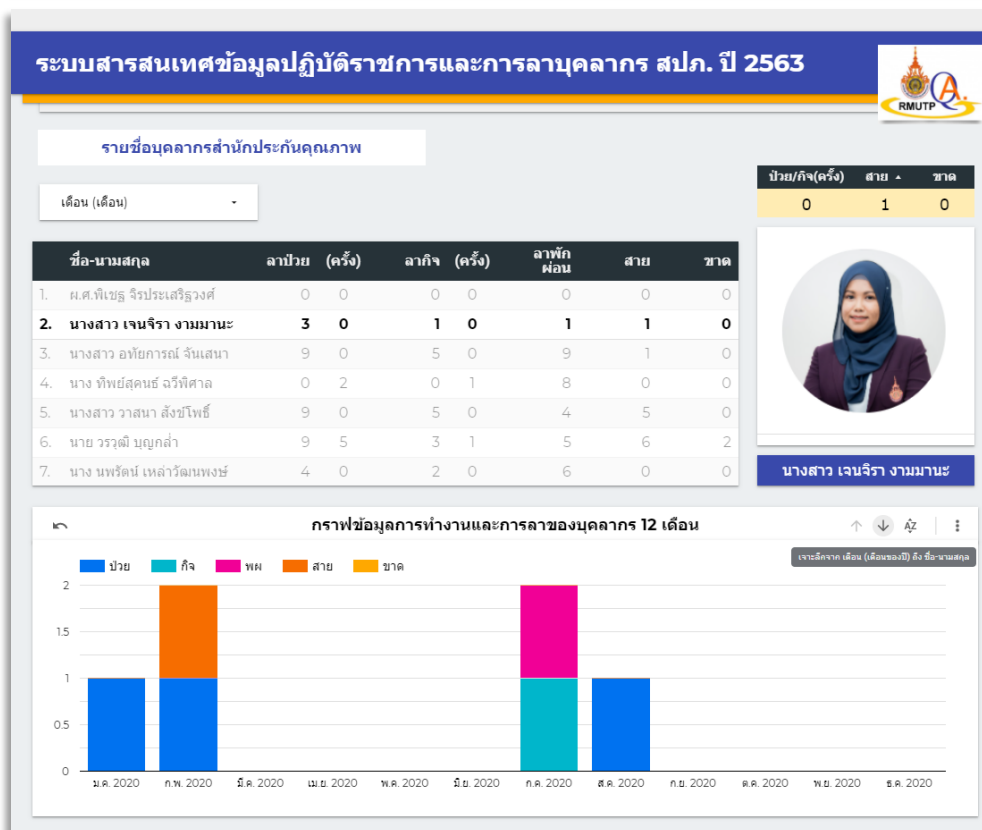 ระบบสารสนเทศข้อมูลปฏิบัติราชการและการลาบุคลากร สปภ. ปี 2563
RMUTP QA.
รายชื่อบุคลากรสำนักประกันคุณภาพ
เดือน (เดือน)
ป่วย/กิจ(ครั้ง) สาย ขาด
0 1 0
ชื่อ-นามสกุล ลาป่วย (ครั้ง) ลากิจ (ครั้ง) ลาพักผ่อน สาย ขาด
1. ผ.ศ.พิเชฐ จิรประเสริฐวงศ์ 0 0 0 0 0 0 0
2. นางสาว เจนจิรา งามมานะ 3 0 1 0 1 1 0
3. นางสาว อทัยการณ์ จันเสนา 9 0 5 0 9 1 0
4. นาง ทิพย์สุคนธ์ ฉวีพิศาล 0 2 0 1 8 0 0
5. นางสาว วาสนา สังข์โพธิ์ 9 0 5 0 4 5 0
6. นาย วรวุฒิ บุญกล่ำ 9 5 3 1 5 6 2
7. นาง นพรัตน์ เหล่าวัฒนพงษ์ 4 0 2 0 6 0 0
นางสาว เจนจิรา งามมานะ
กราฟข้อมูลการทำงานและการลาของบุคลากร 12 เดือน
เจาะลึกจาก เดือน (เดือนของปี) ถึง ชื่อ-นามสกุล
ป่วย กิจ พผ สาย ขาด
2
1.5
1
0.5
0
ม.ค. 2020 ก.พ. 2020 มี.ค. 2020 เม.ย. 2020 พ.ค. 2020 มิ.ย. 2020 ก.ค. 2020 ส.ค. 2020 ก.ย. 2020 ต.ค. 2020 พ.ย. 2020 ธ.ค. 2020